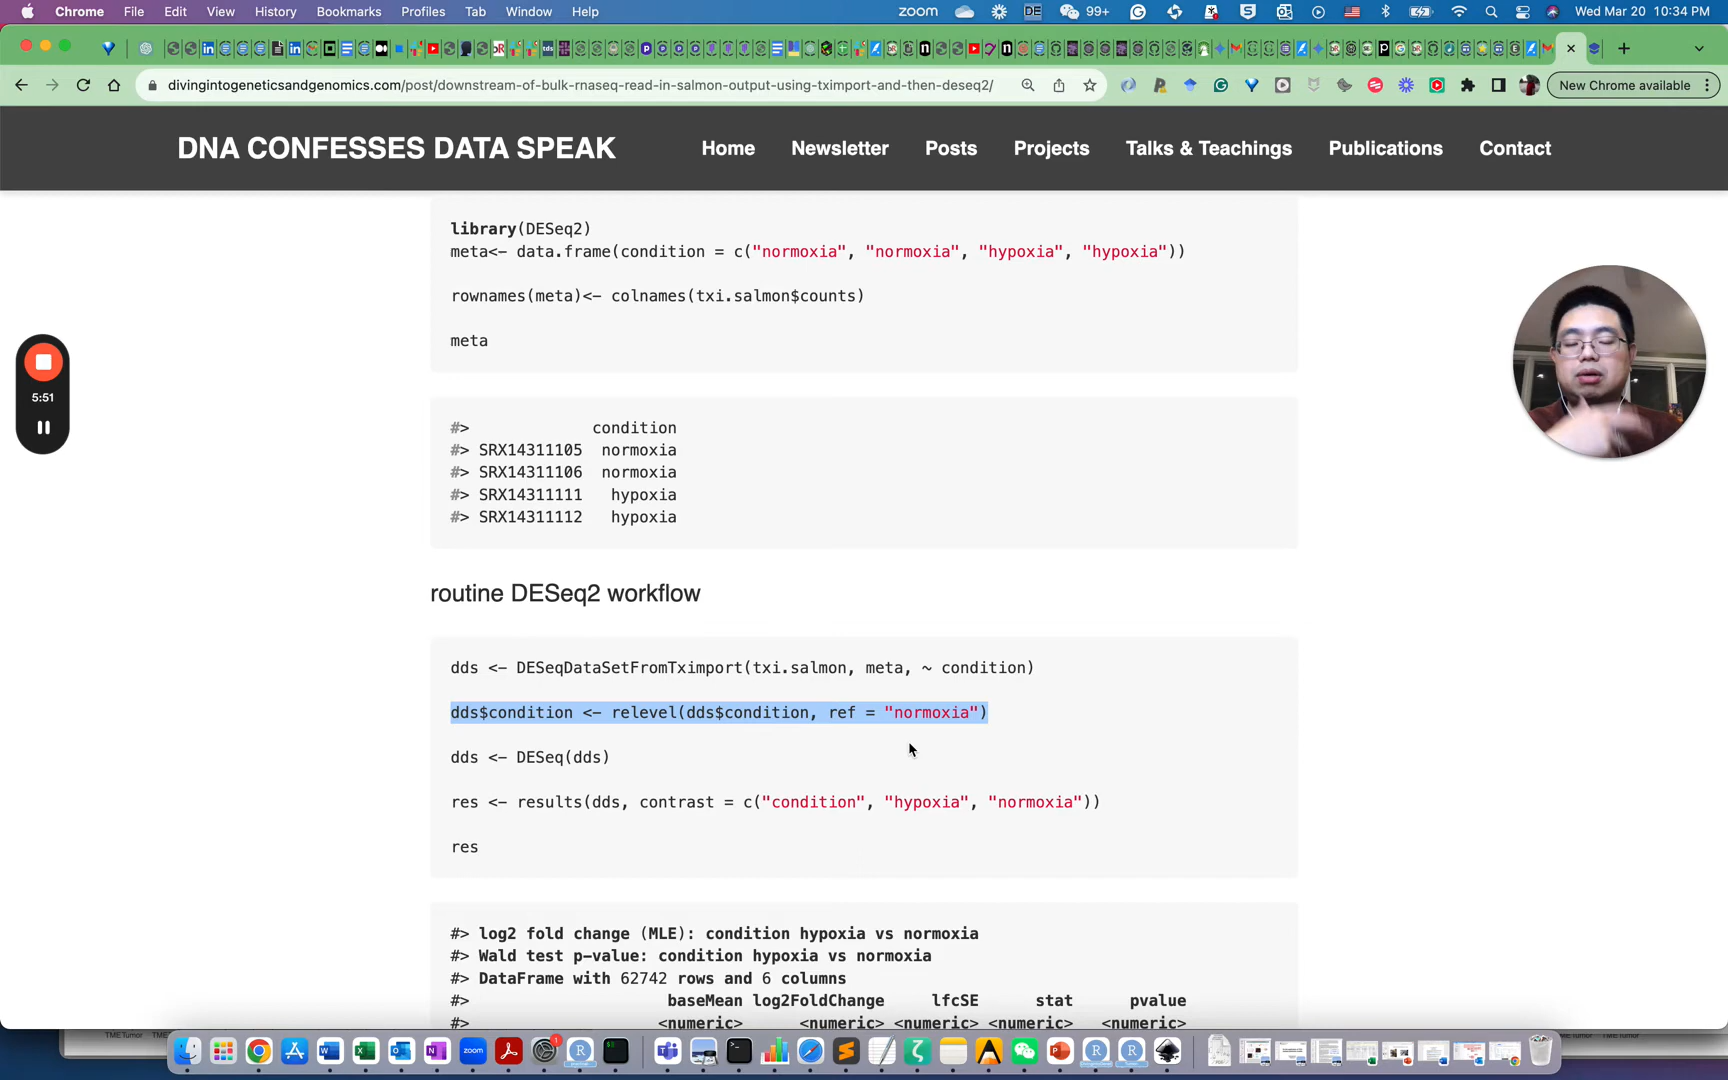 Chrome File Edit View History Bookmarks Profiles Tab Window Help zoom DE 99+ Wed Mar 20 10:34 PM
divingintogeneticsandgenomics.com/post/downstream-of-bulk-rnaseq-read-in-salmon-output-using-tximport-and-then-deseq2/ New Chrome available
DNA CONFESSES DATA SPEAK Home Newsletter Posts Projects Talks & Teachings Publications Contact
library(DESeq2)
meta<- data.frame(condition = c("normoxia", "normoxia", "hypoxia", "hypoxia"))
rownames(meta)<- colnames(txi.salmon$counts)
meta
5:51
#> condition
#> SRX14311105 normoxia
#> SRX14311106 normoxia
#> SRX14311111 hypoxia
#> SRX14311112 hypoxia
routine DESeq2 workflow
dds <- DESeqDataSetFromTximport(txi.salmon, meta, ~ condition)
dds$condition <- relevel(dds$condition, ref = "normoxia")
dds <- DESeq(dds)
res <- results(dds, contrast = c("condition", "hypoxia", "normoxia"))
res
#> log2 fold change (MLE): condition hypoxia vs normoxia
#> Wald test p-value: condition hypoxia vs normoxia
#> DataFrame with 62742 rows and 6 columns
#> baseMean log2FoldChange lfcSE stat pvalue
#> <numeric> <numeric> <numeric> <numeric> <numeric>